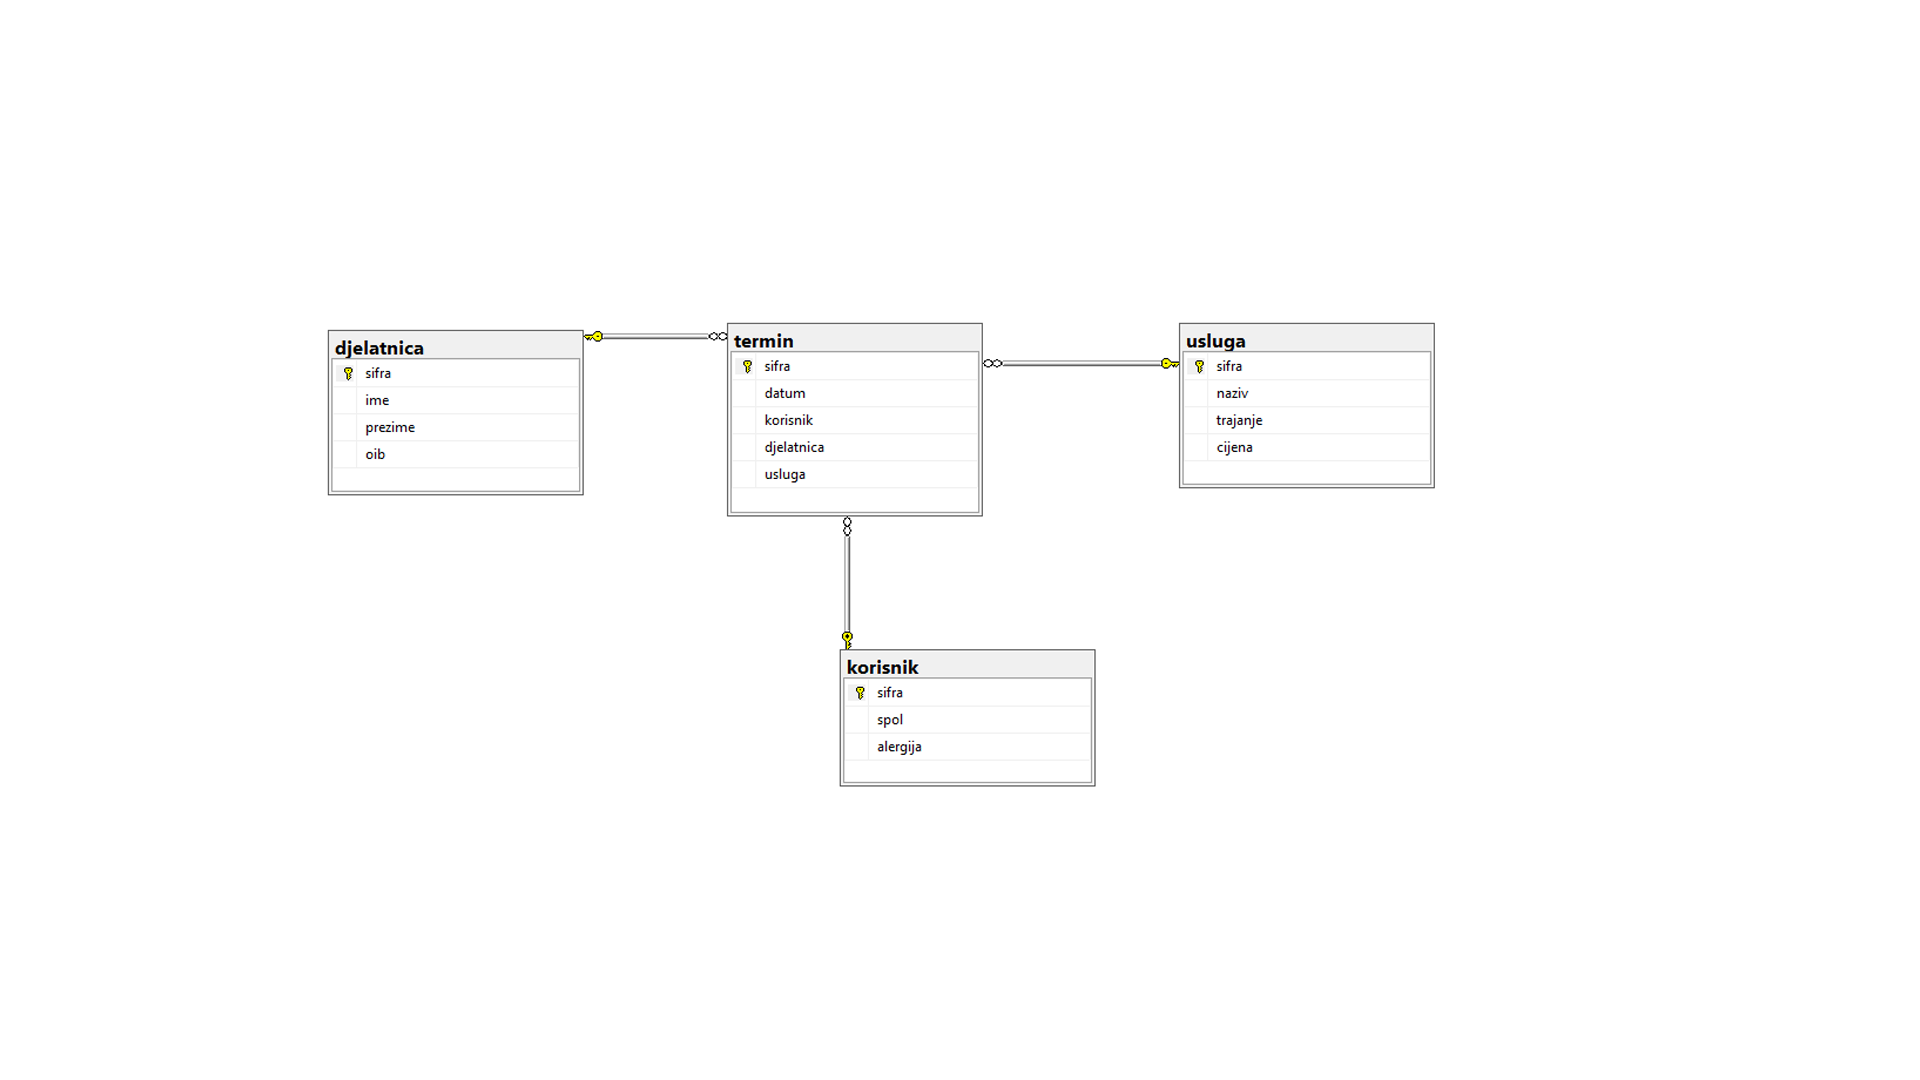 djelatnica
sifra
ime
prezime
oib
termin
sifra
datum
korisnik
djelatnica
usluga
usluga
sifra
naziv
trajanje
cijena
korisnik
sifra
spol
alergija